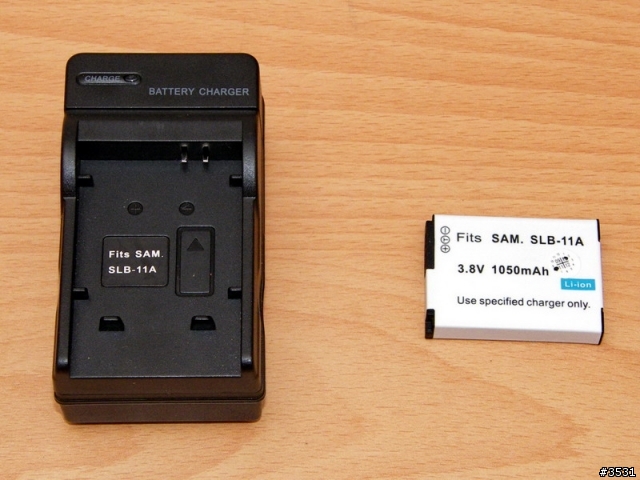 CHARGE
BATTERY CHARGER
Fits SAM.
SLB-11A
Fits SAM. SLB-11A
3.8V 1050mAh
Li-ion
Use specified charger only.
#3531